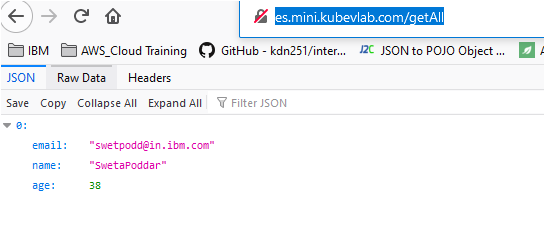 es.mini.kubevlab.com/getAll
IBM AWS_Cloud Training GitHub - kdn251/inter... J2C JSON to POJO Object ... A
JSON Raw Data Headers
Save Copy Collapse All Expand All Filter JSON
0:
email: "swetpodd@in.ibm.com"
name: "SwetaPoddar"
age: 38